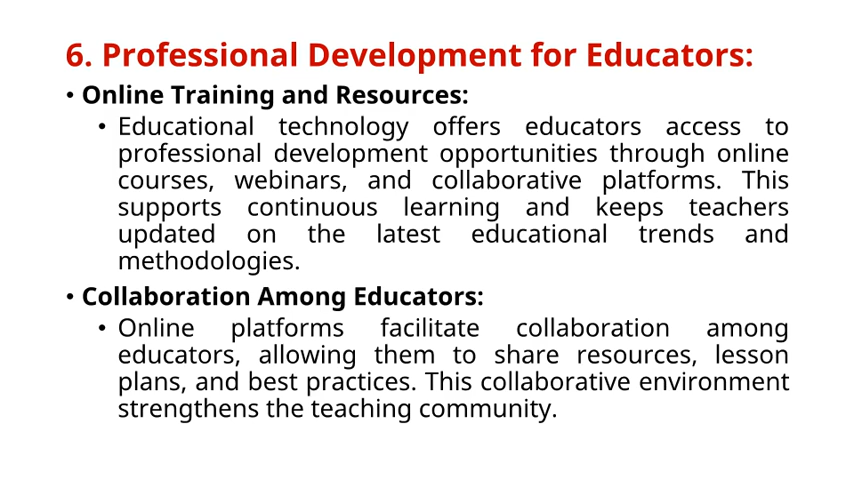 6. Professional Development for Educators:
• Online Training and Resources:
• Educational technology offers educators access to
professional development opportunities through online
courses, webinars, and collaborative platforms. This
supports continuous learning and keeps teachers
updated on the latest educational trends and
methodologies.
• Collaboration Among Educators:
• Online platforms facilitate collaboration among
educators, allowing them to share resources, lesson
plans, and best practices. This collaborative environment
strengthens the teaching community.